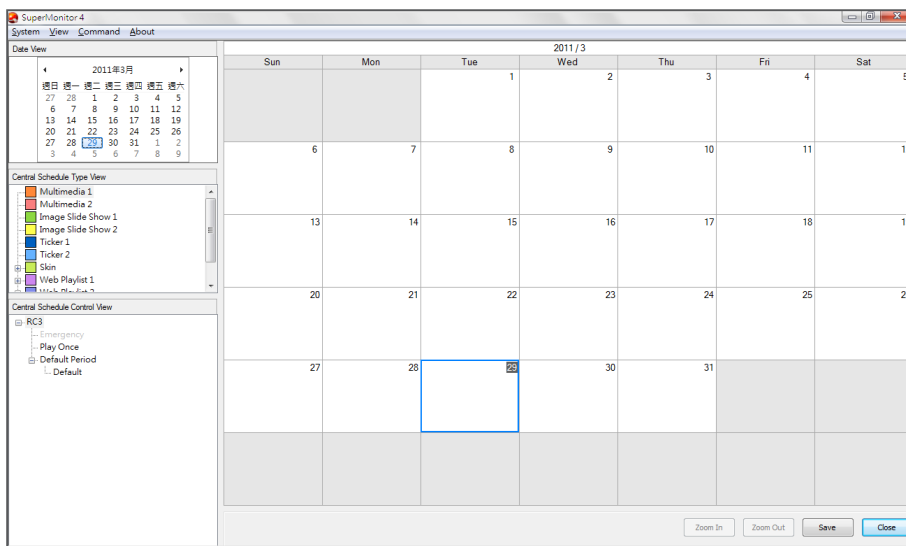 SuperMonitor 4
System View Command About
Date View
2011年3月
週日 週一 週二 週三 週四 週五 週六
27 28 1 2 3 4 5
6 7 8 9 10 11 12
13 14 15 16 17 18 19
20 21 22 23 24 25 26
27 28 29 30 31 1 2
3 4 5 6 7 8 9
Central Schedule Type View
Multimedia 1
Multimedia 2
Image Slide Show 1
Image Slide Show 2
Ticker 1
Ticker 2
Skin
Web Playlist 1
Web Playlist 2
Central Schedule Control View
RC3
Emergency
Play Once
Default Period
Default
2011 / 3
Sun Mon Tue Wed Thu Fri Sat
1 2 3 4 5
6 7 8 9 10 11 1
13 14 15 16 17 18 1
20 21 22 23 24 25 2
27 28 29 30 31
Zoom In Zoom Out Save Close